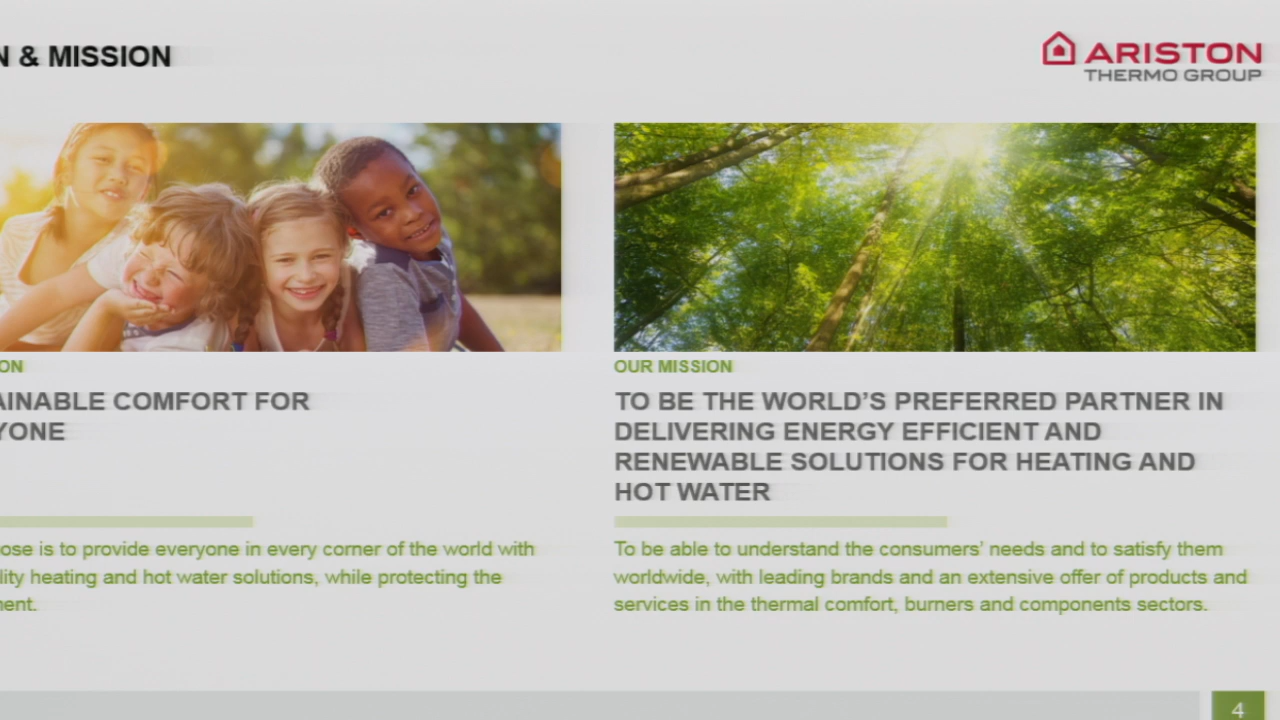 N & MISSION
ARISTON
THERMO GROUP
ON
AINABLE COMFORT FOR
YONE
ose is to provide everyone in every corner of the world with
lity heating and hot water solutions, while protecting the
nent.
OUR MISSION
TO BE THE WORLD'S PREFERRED PARTNER IN
DELIVERING ENERGY EFFICIENT AND
RENEWABLE SOLUTIONS FOR HEATING AND
HOT WATER
To be able to understand the consumers' needs and to satisfy them
worldwide, with leading brands and an extensive offer of products and
services in the thermal comfort, burners and components sectors.
4